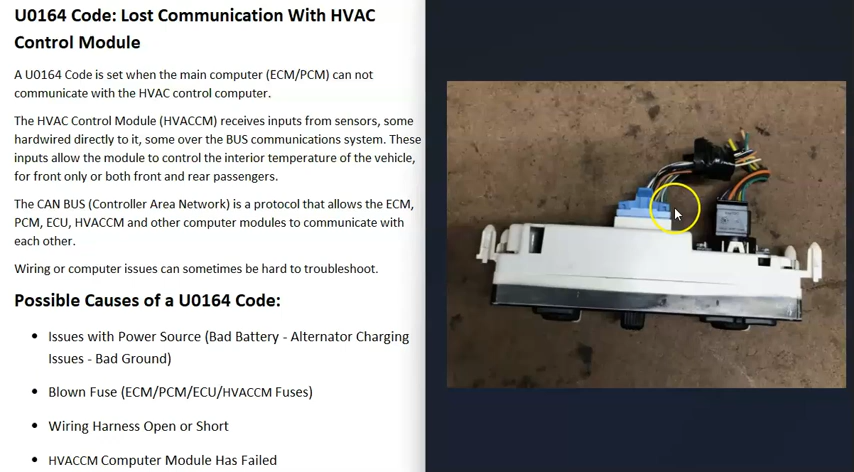 U0164 Code: Lost Communication With HVAC
Control Module
A U0164 Code is set when the main computer (ECM/PCM) can not
communicate with the HVAC control computer.
The HVAC Control Module (HVACCM) receives inputs from sensors, some
hardwired directly to it, some over the BUS communications system. These
inputs allow the module to control the interior temperature of the vehicle,
for front only or both front and rear passengers.
The CAN BUS (Controller Area Network) is a protocol that allows the ECM,
PCM, ECU, HVACCM and other computer modules to communicate with
each other.
Wiring or computer issues can sometimes be hard to troubleshoot.
Possible Causes of a U0164 Code:
Issues with Power Source (Bad Battery - Alternator Charging
Issues - Bad Ground)
Blown Fuse (ECM/PCM/ECU/HVACCM Fuses)
Wiring Harness Open or Short
HVACCM Computer Module Has Failed